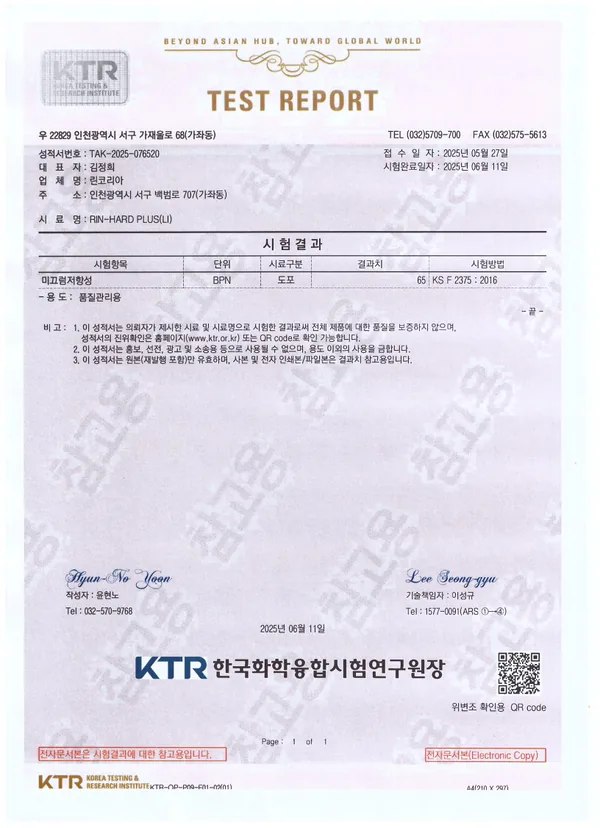 BEYOND ASIAN HUB, TOWARD GLOBAL WORLD
KTR
KOREA TESTING &
RESEARCH INSTITUTE
TEST REPORT
우 22829 인천광역시 서구 가재울로 68(가좌동)
TEL (032)5709-700 FAX (032)575-5613
성적서번호 : TAK-2025-076520
접 수 일 자 : 2025년 05월 27일
대 표 자 : 김정희
시험완료일자 : 2025년 06월 11일
업 체 명 : 린코리아
주 소 : 인천광역시 서구 백범로 707(가좌동)
시 료 명 : RIN-HARD PLUS(LI)
시 험 결 과
시험항목 단위 시료구분 결과치 시험방법
미끄럼저항성 BPN 도포 65 KS F 2375 : 2016
- 용 도 : 품질관리용
- 끝 -
비 고 : 1. 이 성적서는 의뢰자가 제시한 시료 및 시료명으로 시험한 결과로써 전체 제품에 대한 품질을 보증하지 않으며,
성적서의 진위확인은 홈페이지(www.ktr.or.kr) 또는 QR code로 확인 가능합니다.
2. 이 성적서는 홍보, 선전, 광고 및 소송용 등으로 사용될 수 없으며, 용도 이외의 사용을 금합니다.
3. 이 성적서는 원본(재발행 포함)만 유효하며, 사본 및 전자 인쇄본/파일본은 결과치 참고용입니다.
참고용
Hyun-No Yoon
Lee Seong-gyu
작성자 : 윤현노
기술책임자 : 이성규
Tel : 032-570-9768
Tel : 1577-0091(ARS ①→④)
2025년 06월 11일
KTR 한국화학융합시험연구원장
위변조 확인용 QR code
Page : 1 of 1
전자문서본은 시험결과에 대한 참고용입니다.
전자문서본(Electronic Copy)
KTR KOREA TESTING &
RESEARCH INSTITUTE
KTR-QP-P09-F01-02(01)
A4(210 X 297)